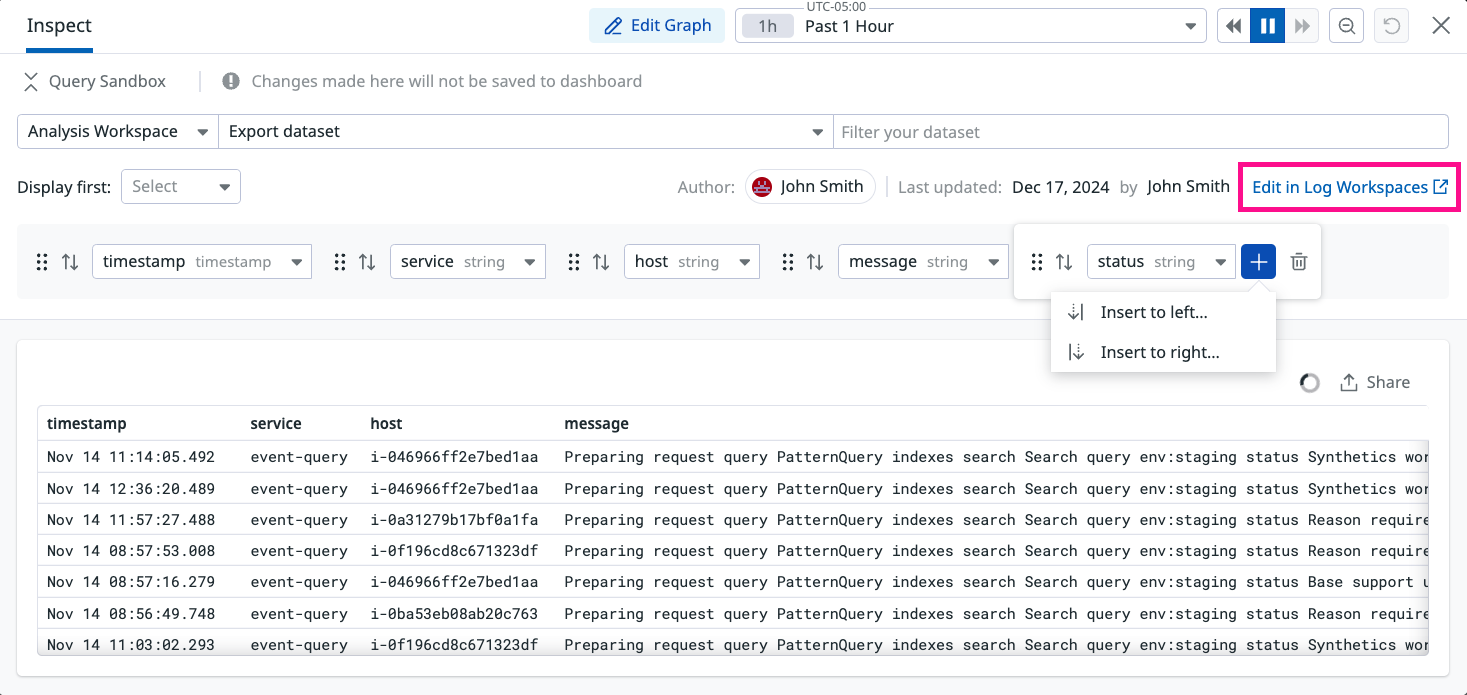 UTC-05:00
Inspect Edit Graph 1h Past 1 Hour
Query Sandbox Changes made here will not be saved to dashboard
Analysis Workspace Export dataset Filter your dataset
Display first: Select Author: John Smith Last updated: Dec 17, 2024 by John Smith Edit in Log Workspaces
timestamp timestamp service string host string message string status string
Insert to left...
Insert to right...
Share
timestamp service host message
Nov 14 11:14:05.492 event-query i-046966ff2e7bed1aa Preparing request query PatternQuery indexes search Search query env:staging status Synthetics wor
Nov 14 12:36:20.489 event-query i-046966ff2e7bed1aa Preparing request query PatternQuery indexes search Search query env:staging status Synthetics wor
Nov 14 11:57:27.488 event-query i-0a31279b17bf0a1fa Preparing request query PatternQuery indexes search Search query env:staging status Reason require
Nov 14 08:57:53.008 event-query i-0f196cd8c671323df Preparing request query PatternQuery indexes search Search query env:staging status Reason require
Nov 14 08:57:16.279 event-query i-046966ff2e7bed1aa Preparing request query PatternQuery indexes search Search query env:staging status Base support u
Nov 14 08:56:49.748 event-query i-0ba53eb08ab20c763 Preparing request query PatternQuery indexes search Search query env:staging status Reason require
Nov 14 11:03:02.293 event-query i-0f196cd8c671323df Preparing request query PatternQuery indexes search Search query env:staging status Synthetics wor